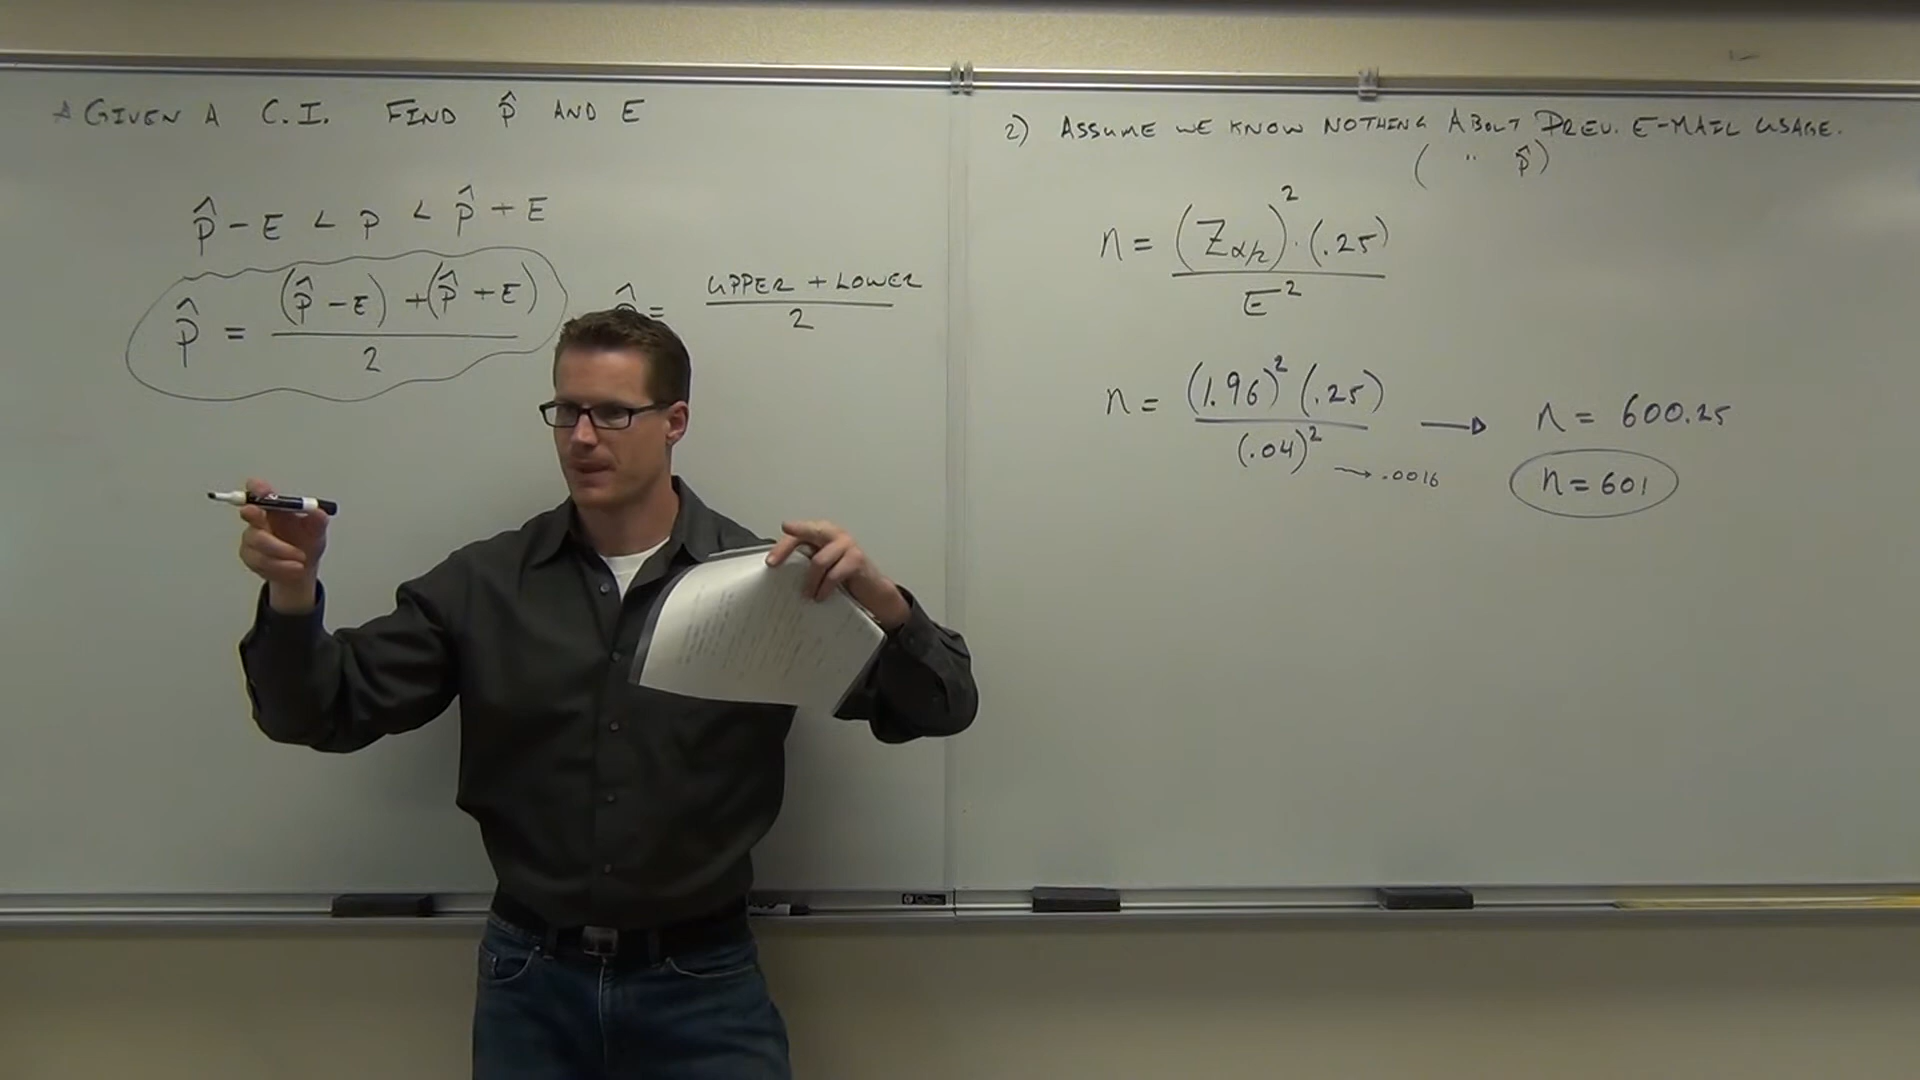 GIVEN A C.I. FIND p̂ AND E
p̂ - E < p < p̂ + E
p̂ = (p̂ - E) + (p̂ + E) / 2
= UPPER + LOWER / 2
2) ASSUME WE KNOW NOTHING ABOUT PREV. E-MAIL USAGE.
( " p̂)
n = (Zα/2)² · (.25) / E²
n = (1.96)² (.25) / (.04)² → n = 600.25
→ .0016
n = 601